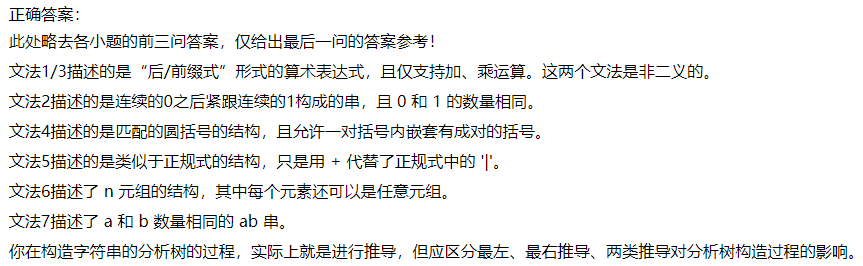 正确答案：
此处略去各小题的前三问答案，仅给出最后一问的答案参考！
文法1/3描述的是“后/前缀式”形式的算术表达式，且仅支持加、乘运算。这两个文法是非二义的。
文法2描述的是连续的0之后紧跟连续的1构成的串，且 0 和 1 的数量相同。
文法4描述的是匹配的圆括号的结构，且允许一对括号内嵌套有成对的括号。
文法5描述的是类似于正规式的结构，只是用 + 代替了正规式中的 '|'。
文法6描述了 n 元组的结构，其中每个元素还可以是任意元组。
文法7描述了 a 和 b 数量相同的 ab 串。
你在构造字符串的分析树的过程，实际上就是进行推导，但应区分最左、最右推导、两类推导对分析树构造过程的影响。